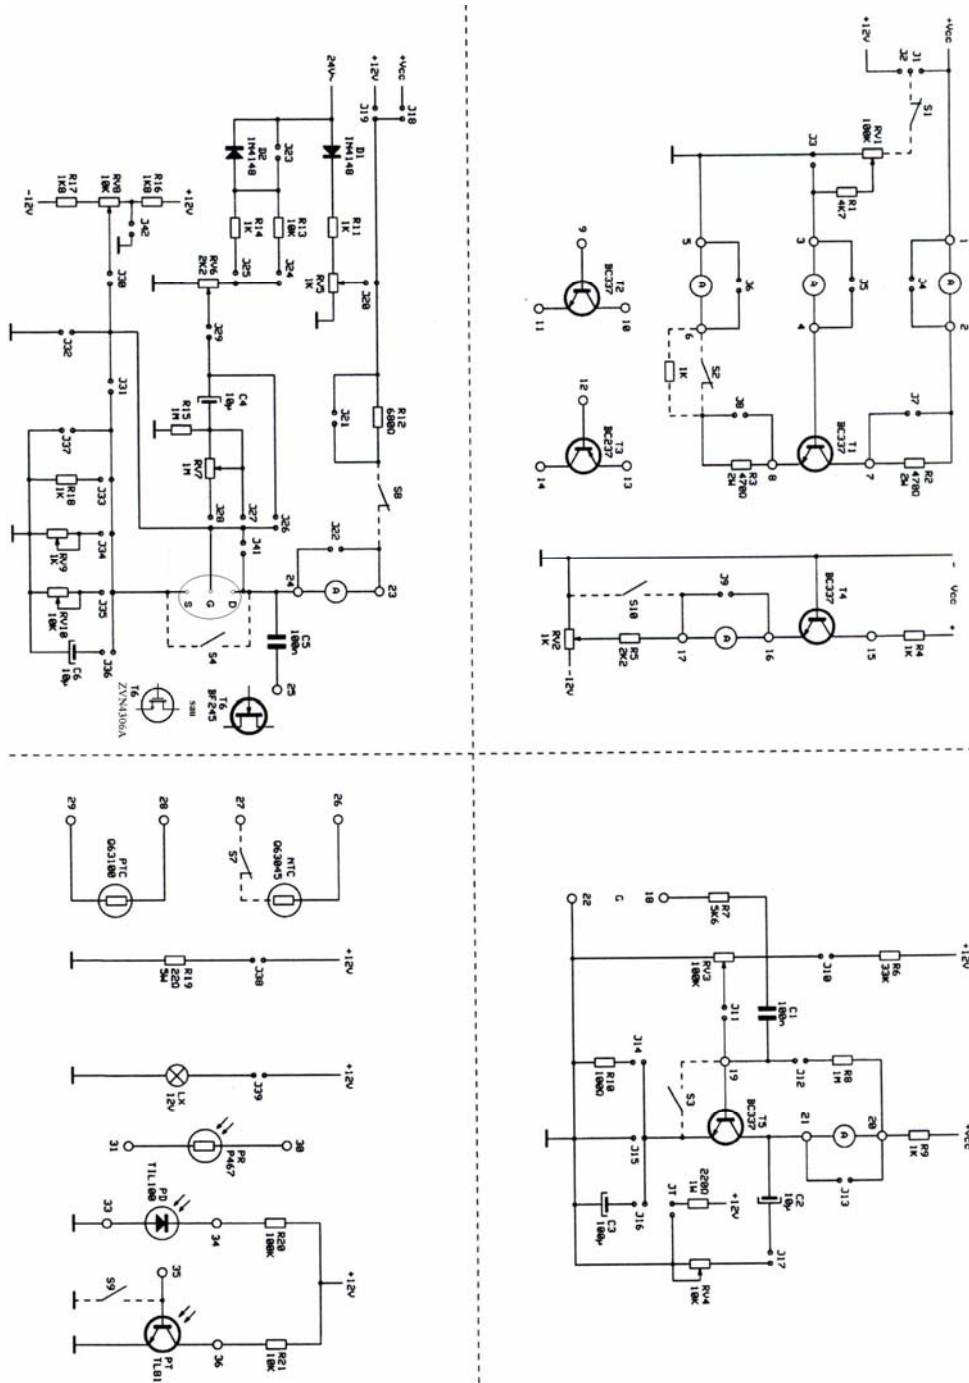 +Vcc
+12V
J1
J2
S1
RV1
100K
J3
R1
4K7
1
A
2
J4
3
A
4
J5
5
A
6
J6
S2
1K
J7
J8
R2
470Ω
2W
7
T1
BC337
8
R3
470Ω
2W
9
T2
BC337
10
11
12
T3
BC237
13
14
-
Vcc
+
T4
BC337
R4
1K
15
16
A
17
J9
S10
R5
2K2
RV2
1K
-12V
+Vcc
+12V
24V~
J18
J19
D1
1N4148
J23
D2
1N4148
R11
1K
R13
10K
R14
1K
RV5
1K
J20
J24
J25
RV6
2K2
J29
R12
680Ω
J21
S8
C4
10µ
R15
1M
RV7
1M
J26
J27
J28
J41
J22
23
A
24
D
G
S
S4
C5
100n
25
T6
BF245
sau
T6
ZVN4306A
+12V
R16
1K8
J42
RV8
10K
R17
1K8
-12V
J30
J32
J31
J37
J33
R18
1K
J34
RV9
1K
J35
RV10
10K
J36
C6
10µ
+12V
R6
33K
J10
RV3
100K
J11
18
G
22
R7
5K6
C1
100n
J12
R8
1M
19
S3
T5
BC337
20
A
21
J13
R9
1K
+Vcc
J14
R10
100Ω
J15
J16
C3
100µ
C2
10µ
J17
JT
220Ω
1W
+12V
RV4
10K
26
27
S7
NTC
Q63045
28
29
PTC
Q63100
+12V
J38
R19
22Ω
5W
+12V
J39
LX
12V
30
PR
P467
31
+12V
R20
100K
34
PD
TIL100
33
R21
10K
36
35
S9
PT
TL81